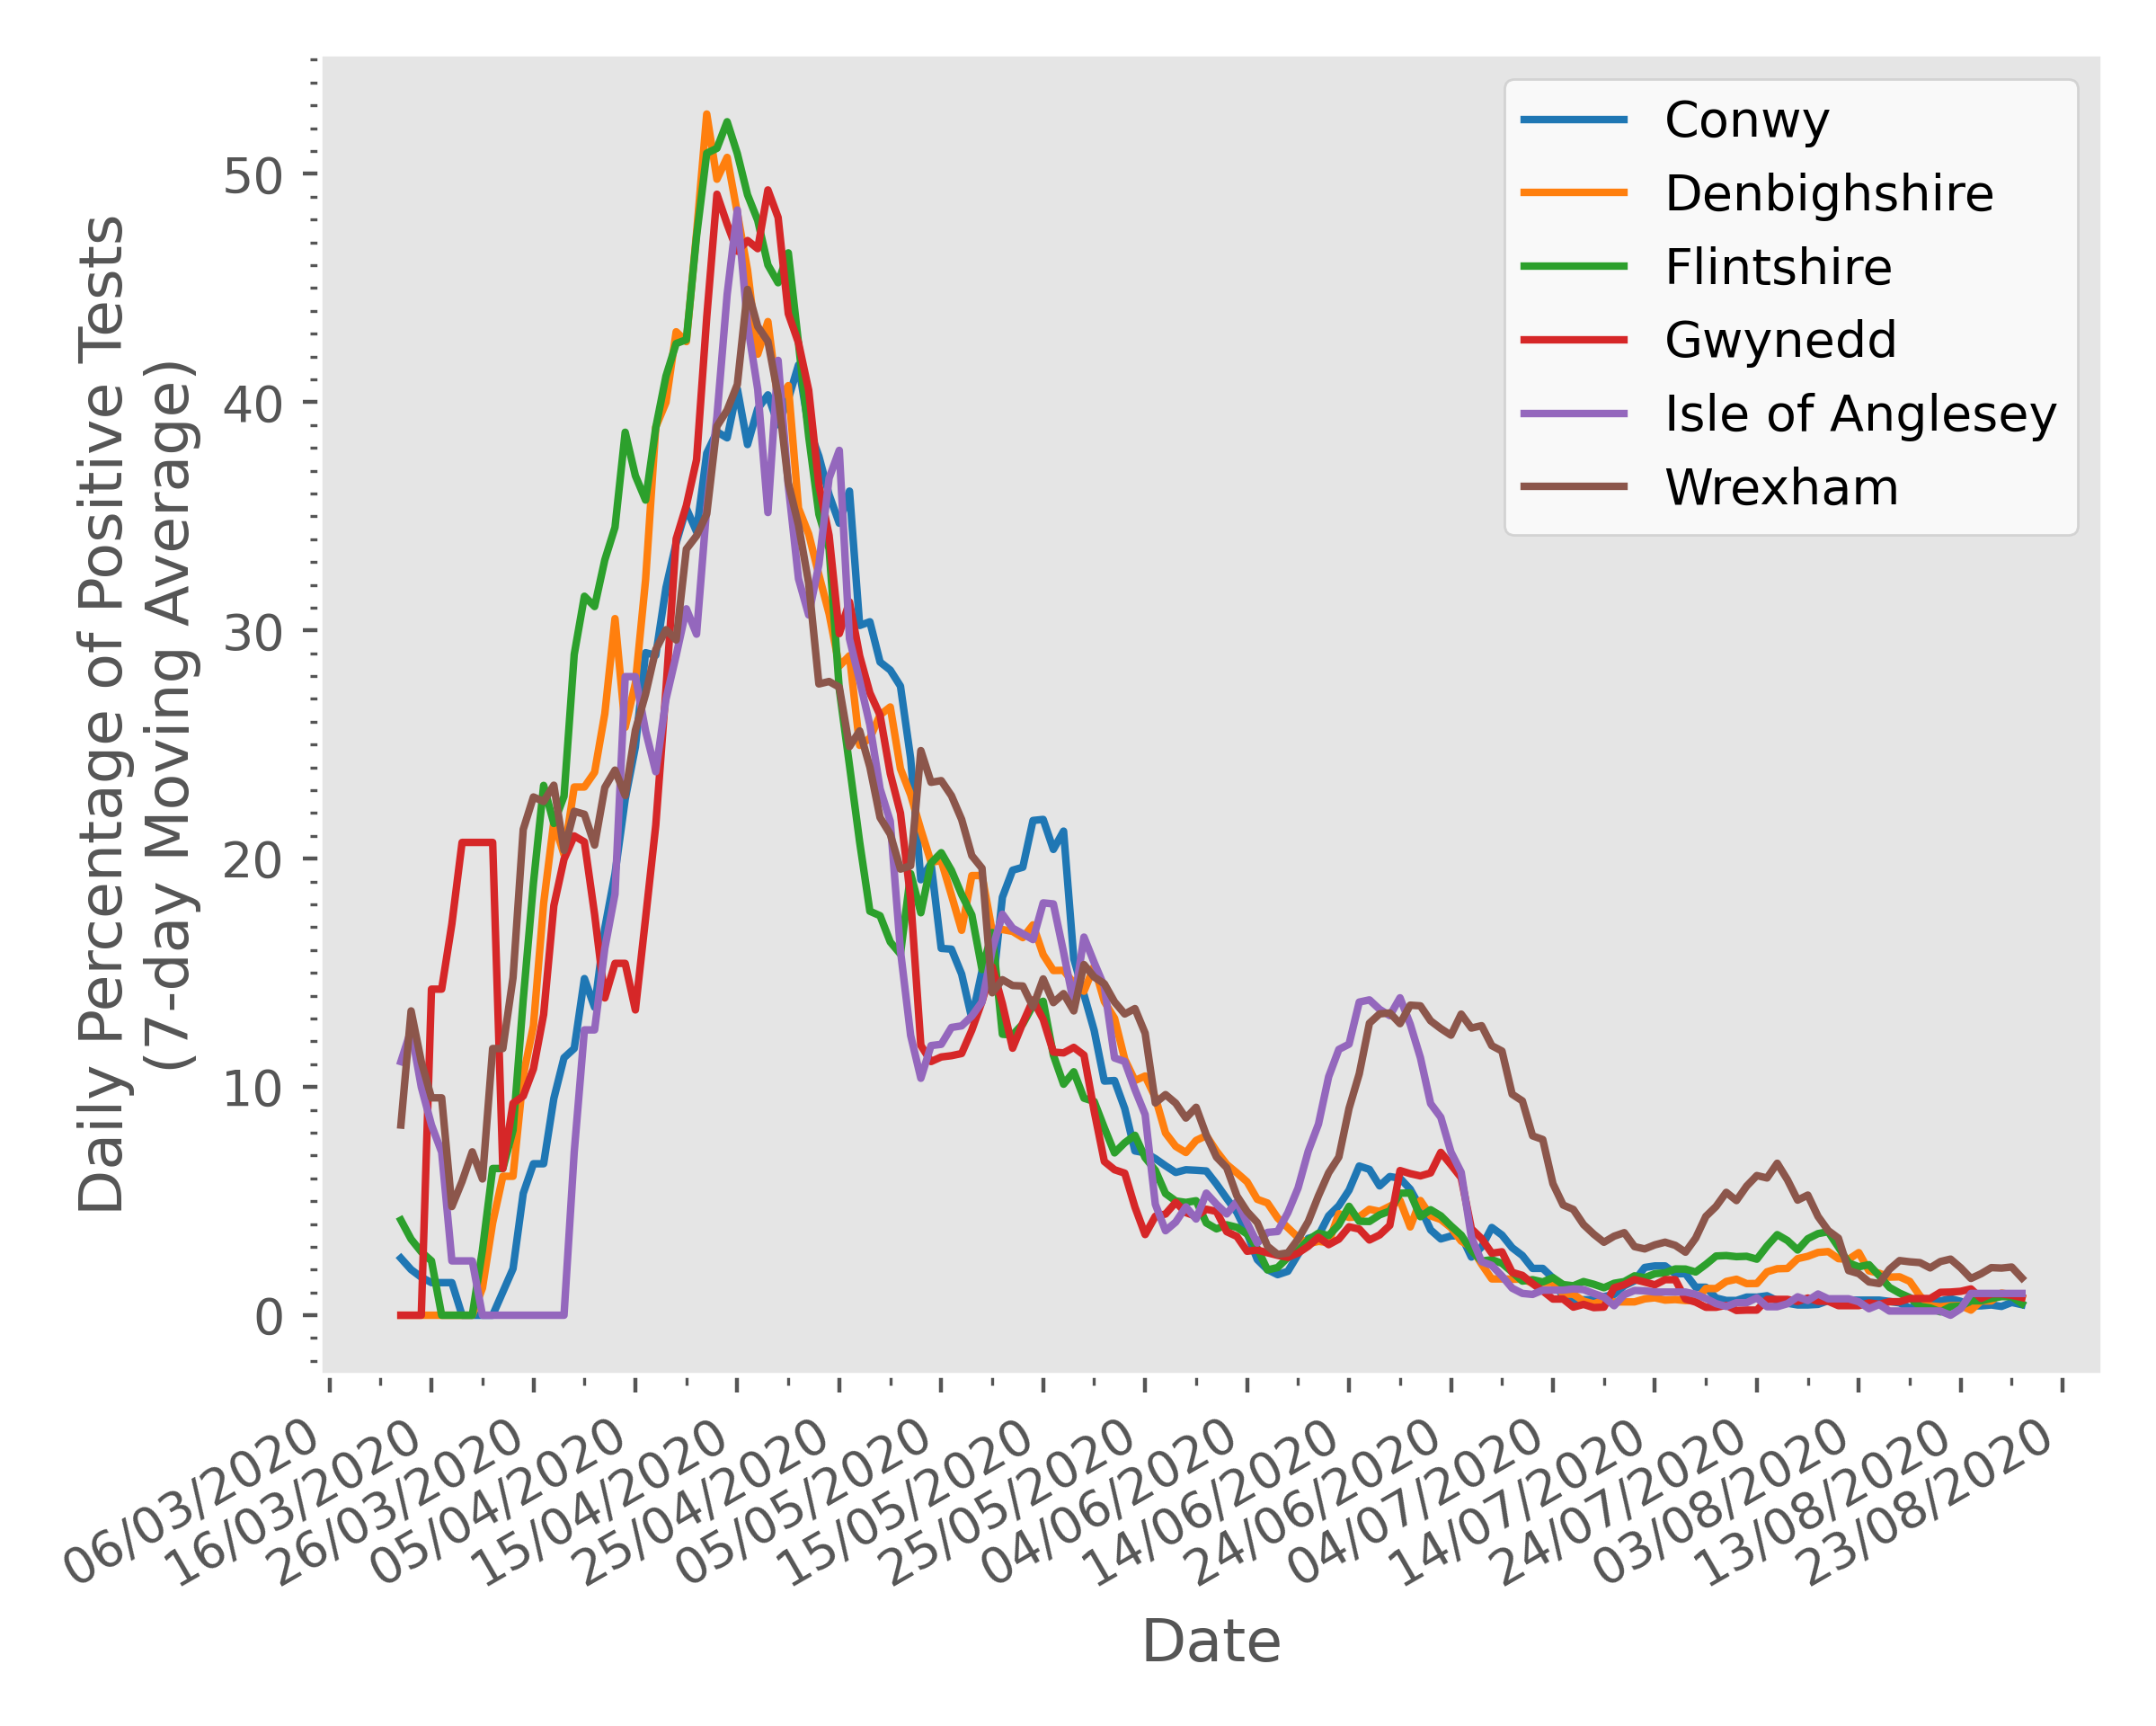 Daily Percentage of Positive Tests
(7-day Moving Average)
50
40
30
20
10
0
Conwy
Denbighshire
Flintshire
Gwynedd
Isle of Anglesey
Wrexham
06/03/2020
16/03/2020
26/03/2020
05/04/2020
15/04/2020
25/04/2020
05/05/2020
15/05/2020
25/05/2020
04/06/2020
14/06/2020
24/06/2020
04/07/2020
14/07/2020
24/07/2020
03/08/2020
13/08/2020
23/08/2020
Date